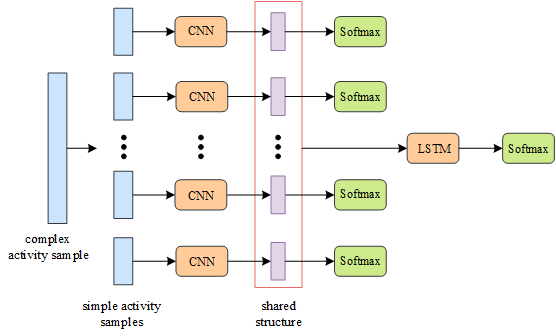 CNN
Softmax
CNN
Softmax
LSTM
Softmax
CNN
Softmax
complex
activity sample
CNN
Softmax
simple activity
samples
shared
structure